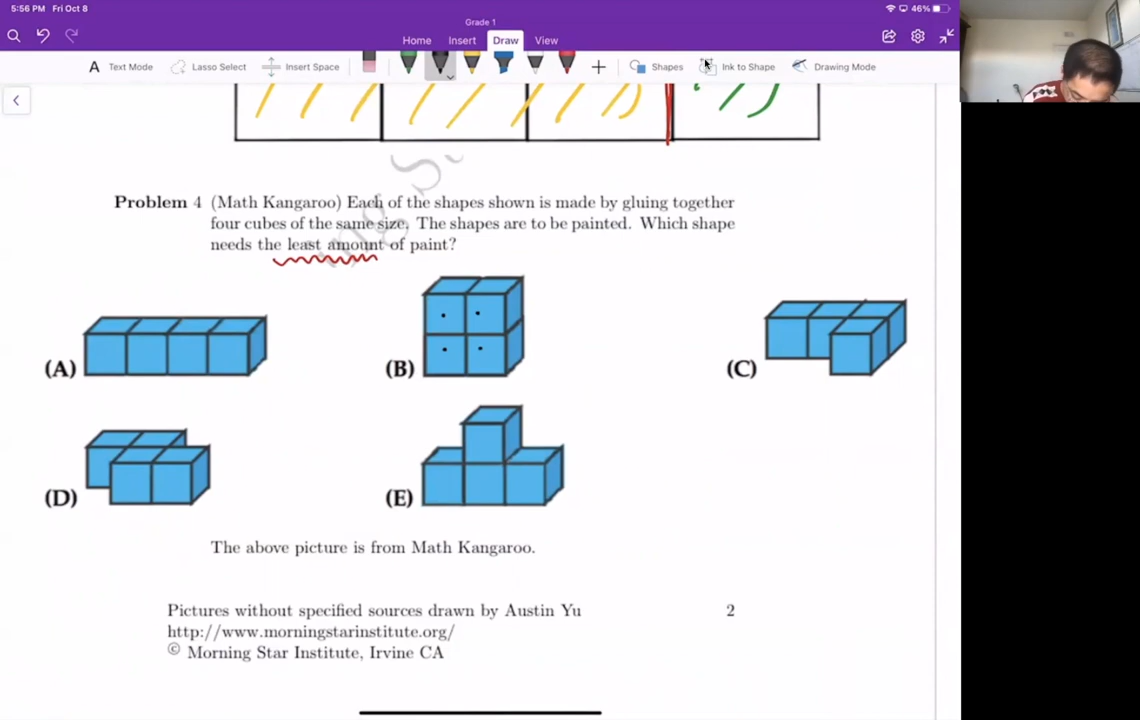 5:56 PM Fri Oct 8
46%
Grade 1
Home Insert Draw View
Text Mode Lasso Select Insert Space Shapes Ink to Shape Drawing Mode
Problem 4 (Math Kangaroo) Each of the shapes shown is made by gluing together
four cubes of the same size. The shapes are to be painted. Which shape
needs the least amount of paint?
(A) (B) (C)
(D) (E)
The above picture is from Math Kangaroo.
Pictures without specified sources drawn by Austin Yu 2
http://www.morningstarinstitute.org/
© Morning Star Institute, Irvine CA